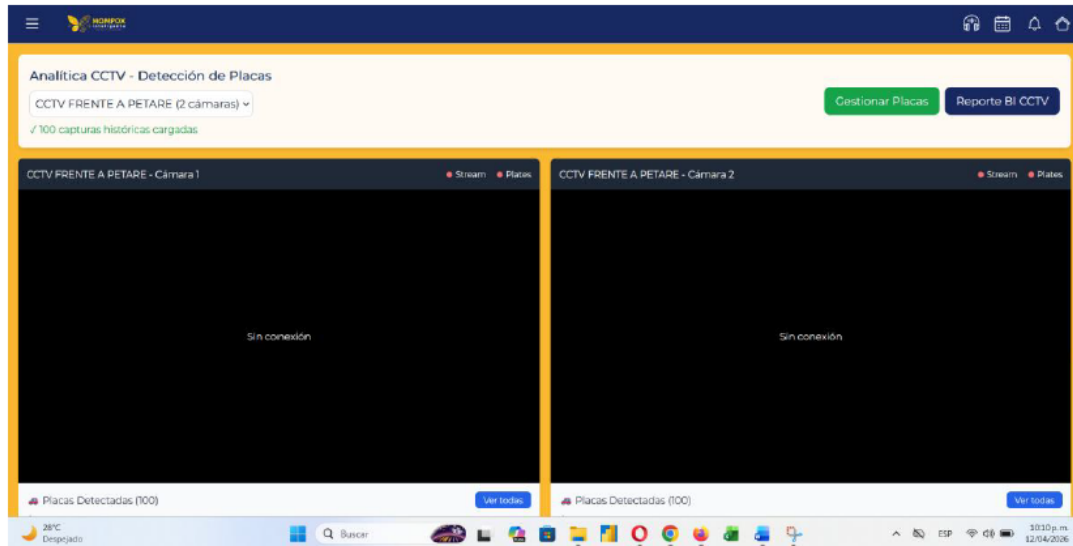 HOMFOX
Inteligente
Analítica CCTV - Detección de Placas
CCTV FRENTE A PETARE (2 cámaras)
Gestionar Placas
Reporte BI CCTV
✓ 100 capturas históricas cargadas
CCTV FRENTE A PETARE - Cámara 1
Stream
Plates
CCTV FRENTE A PETARE - Cámara 2
Stream
Plates
Sin conexión
Sin conexión
Placas Detectadas (100)
Ver todas
Placas Detectadas (100)
Ver todas
28°C
Despejado
Buscar
ESP
10:10 p. m.
12/04/2026